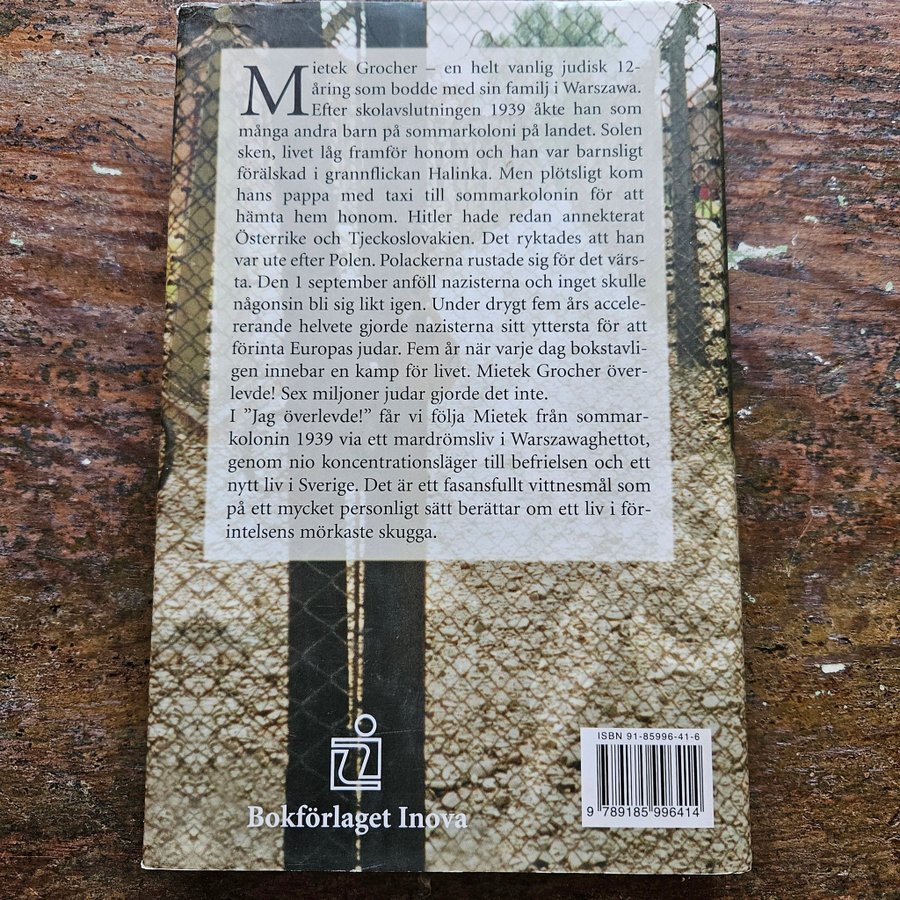 Mietek Grocher – en helt vanlig judisk 12-
åring som bodde med sin familj i Warszawa.
Efter skolavslutningen 1939 åkte han som
många andra barn på sommarkoloni på landet. Solen
sken, livet låg framför honom och han var barnsligt
förälskad i grannflickan Halinka. Men plötsligt kom
hans pappa med taxi till sommarkolonin för att
hämta hem honom. Hitler hade redan annekterat
Österrike och Tjeckoslovakien. Det ryktades att han
var ute efter Polen. Polackerna rustade sig för det värs-
ta. Den 1 september anföll nazisterna och inget skulle
någonsin bli sig likt igen. Under drygt fem års accele-
rerande helvete gjorde nazisterna sitt yttersta för att
förinta Europas judar. Fem år när varje dag bokstavli-
gen innebar en kamp för livet. Mietek Grocher över-
levde! Sex miljoner judar gjorde det inte.
I ”Jag överlevde!” får vi följa Mietek från sommar-
kolonin 1939 via ett mardrömsliv i Warszawaghettot,
genom nio koncentrationsläger till befrielsen och ett
nytt liv i Sverige. Det är ett fasansfullt vittnesmål som
på ett mycket personligt sätt berättar om ett liv i för-
intelsens mörkaste skugga.
Bokförlaget Inova
ISBN 91-85996-41-6
9 789185 996414